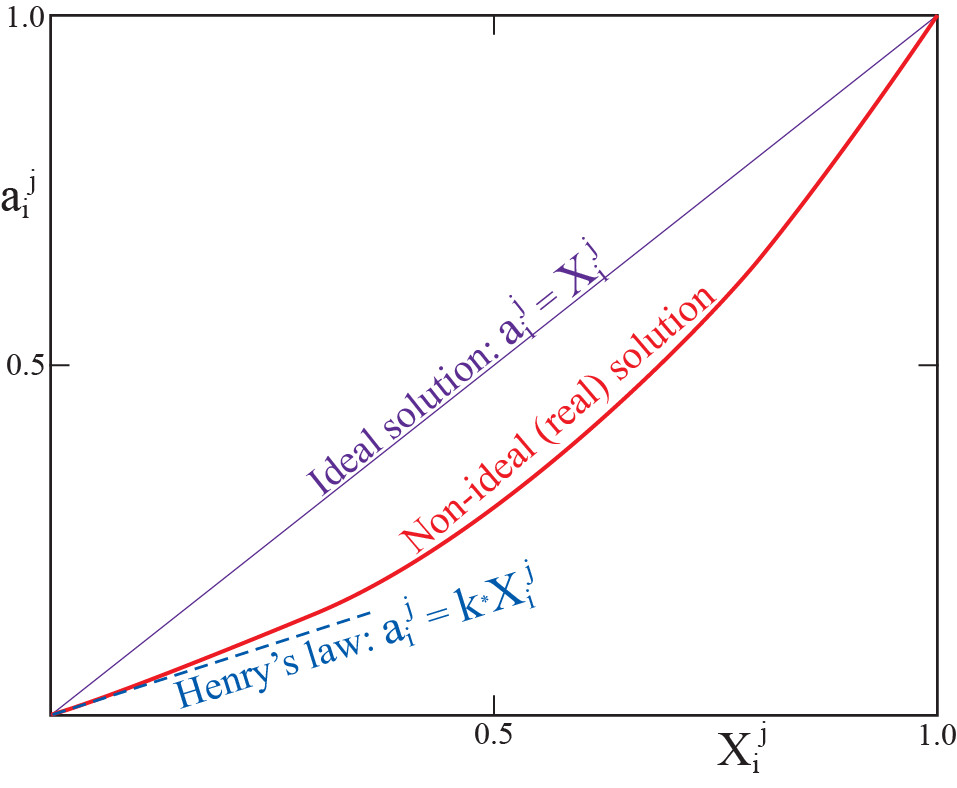 1.0
a_i^j
Ideal solution: a_i^j = X_i^j
0.5
Non-ideal (real) solution
Henry's law: a_i^j = k*X_i^j
0.5
X_i^j
1.0